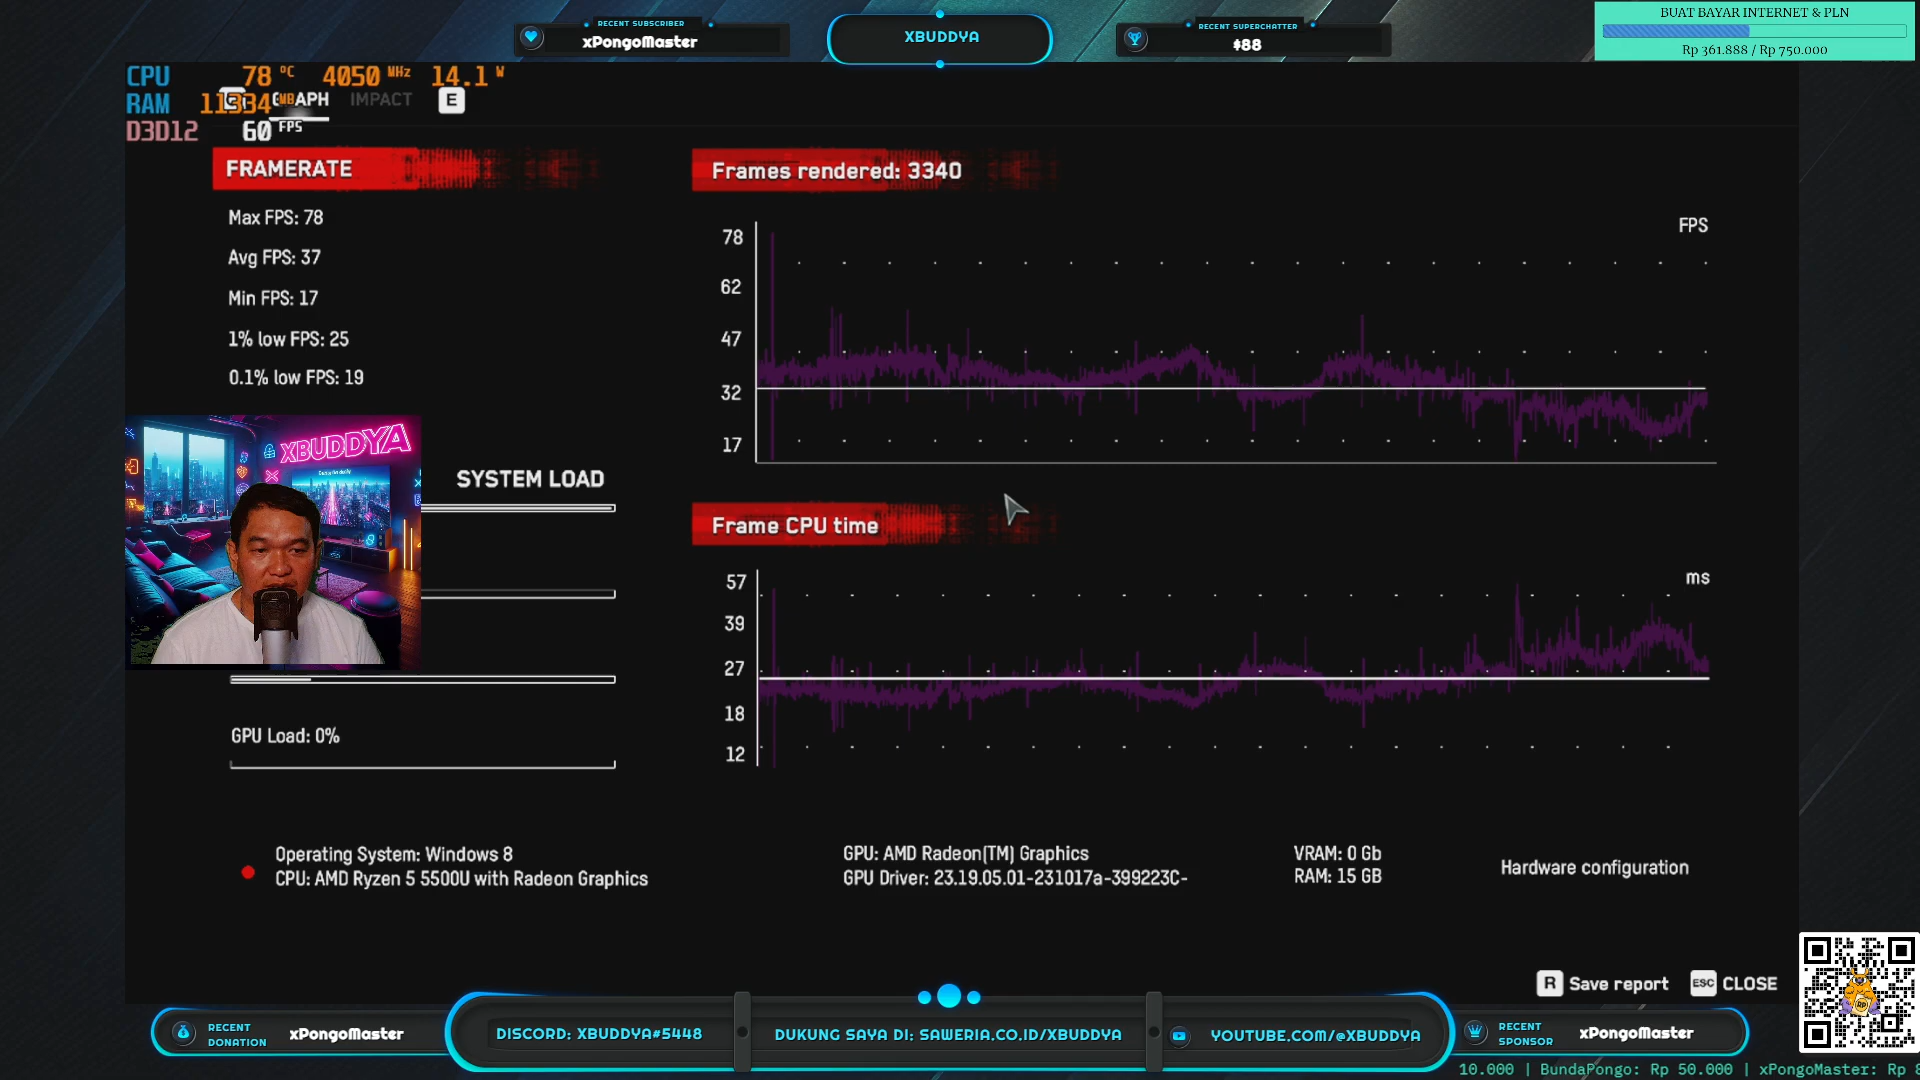 RECENT SUBSCRIBER
xPongoMaster
XBUDDYA
RECENT SUPERCHATTER
$88
BUAT BAYAR INTERNET & PLN
Rp 361.888 / Rp 750.000
CPU 78 °C 4050 MHz 14.1 W
RAM 11334 MB
APH IMPACT E
D3D12 60 FPS
FRAMERATE
Max FPS: 78
Avg FPS: 37
Min FPS: 17
1% low FPS: 25
0.1% low FPS: 19
Frames rendered: 3340
FPS
78
62
47
32
17
XBUDDYA
SYSTEM LOAD
GPU Load: 0%
Frame CPU time
ms
57
39
27
18
12
Operating System: Windows 8
CPU: AMD Ryzen 5 5500U with Radeon Graphics
GPU: AMD Radeon(TM) Graphics
GPU Driver: 23.19.05.01-231017a-399223C-
VRAM: 0 Gb
RAM: 15 GB
Hardware configuration
R Save report ESC CLOSE
RECENT DONATION
xPongoMaster
DISCORD: XBUDDYA#5448
DUKUNG SAYA DI: SAWERIA.CO.ID/XBUDDYA
YOUTUBE.COM/@XBUDDYA
RECENT SPONSOR
xPongoMaster
10.000 | BundaPongo: Rp 50.000 | xPongoMaster: Rp